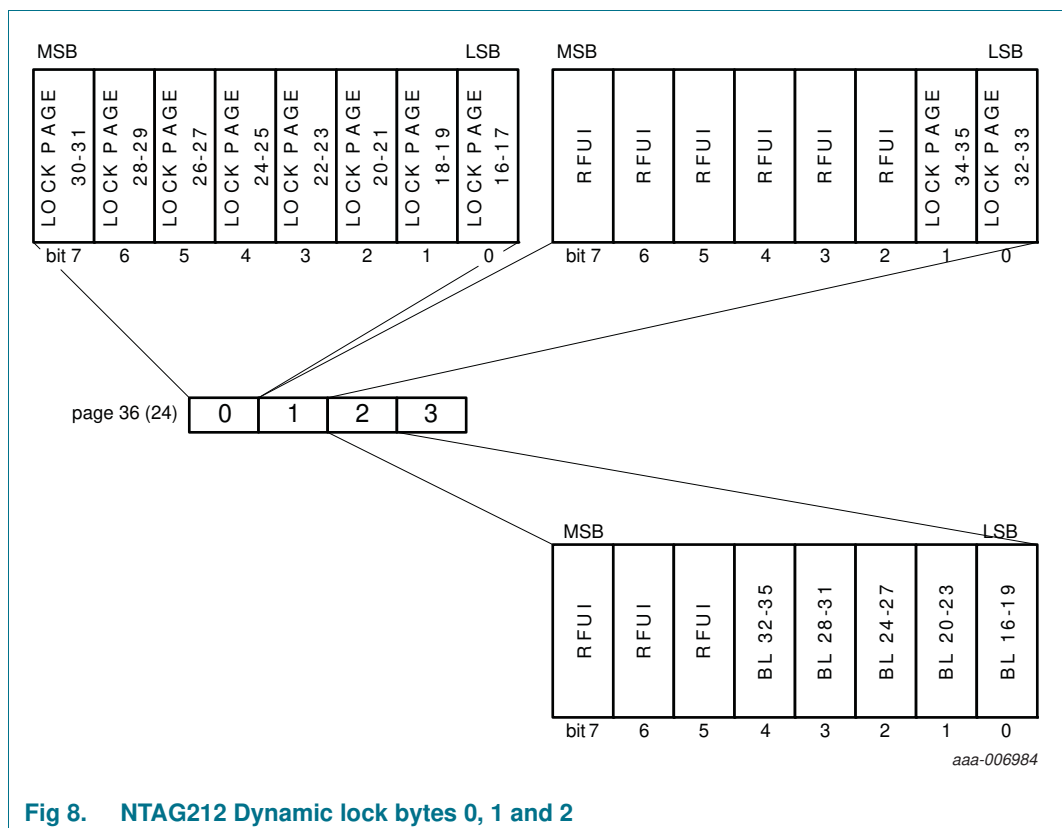 MSB LSB
LOCK PAGE
30-31
LOCK PAGE
28-29
LOCK PAGE
26-27
LOCK PAGE
24-25
LOCK PAGE
22-23
LOCK PAGE
20-21
LOCK PAGE
18-19
LOCK PAGE
16-17
bit 7 6 5 4 3 2 1 0
MSB LSB
RFUI
RFUI
RFUI
RFUI
RFUI
RFUI
LOCK PAGE
34-35
LOCK PAGE
32-33
bit 7 6 5 4 3 2 1 0
page 36 (24) 0 1 2 3
MSB LSB
RFUI
RFUI
RFUI
BL 32-35
BL 28-31
BL 24-27
BL 20-23
BL 16-19
bit 7 6 5 4 3 2 1 0
aaa-006984
Fig 8. NTAG212 Dynamic lock bytes 0, 1 and 2